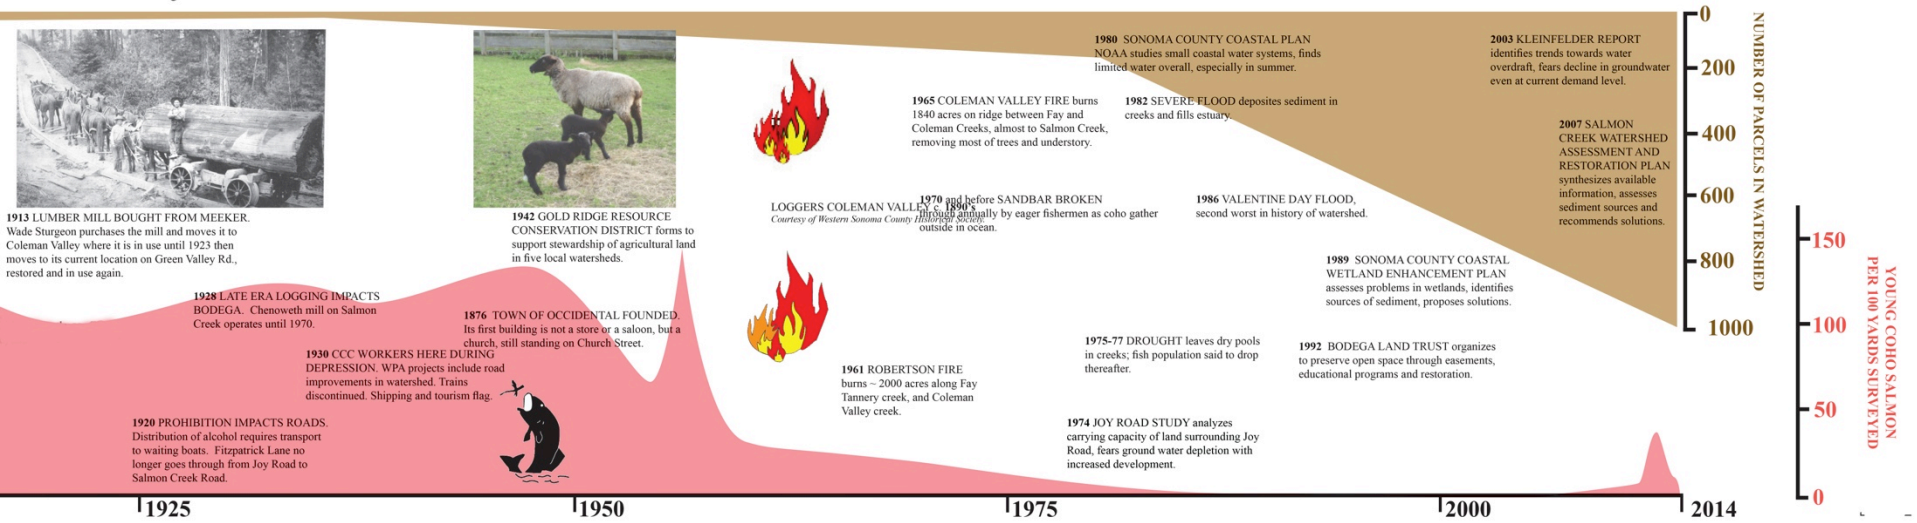 1913 LUMBER MILL BOUGHT FROM MEEKER.
Wade Sturgeon purchases the mill and moves it to
Coleman Valley where it is in use until 1923 then
moves to its current location on Green Valley Rd.,
restored and in use again.
1928 LATE ERA LOGGING IMPACTS
BODEGA.  Chenoweth mill on Salmon
Creek operates until 1970.
1930 CCC WORKERS HERE DURING
DEPRESSION. WPA projects include road
improvements in watershed. Trains
discontinued. Shipping and tourism flag.
1920 PROHIBITION IMPACTS ROADS.
Distribution of alcohol requires transport
to waiting boats.  Fitzpatrick Lane no
longer goes through from Joy Road to
Salmon Creek Road.
1942 GOLD RIDGE RESOURCE
CONSERVATION DISTRICT forms to
support stewardship of agricultural land
in five local watersheds.
1876  TOWN OF OCCIDENTAL FOUNDED.
Its first building is not a store or a saloon, but a
church, still standing on Church Street.
LOGGERS COLEMAN VALLEY c. 1890's
Courtesy of Western Sonoma County Historical Society.
1965 COLEMAN VALLEY FIRE burns
1840 acres on ridge between Fay and
Coleman Creeks, almost to Salmon Creek,
removing most of trees and understory.
1970 and before SANDBAR BROKEN
through annually by eager fishermen as coho gather
outside in ocean.
1961 ROBERTSON FIRE
burns ~ 2000 acres along Fay
Tannery creek, and Coleman
Valley creek.
1980  SONOMA COUNTY COASTAL PLAN
NOAA studies small coastal water systems, finds
limited water overall, especially in summer.
1982 SEVERE FLOOD deposites sediment in
creeks and fills estuary.
1986 VALENTINE DAY FLOOD,
second worst in history of watershed.
1975-77 DROUGHT leaves dry pools
in creeks; fish population said to drop
thereafter.
1974 JOY ROAD STUDY analyzes
carrying capacity of land surrounding Joy
Road, fears ground water depletion with
increased development.
1989  SONOMA COUNTY COASTAL
WETLAND ENHANCEMENT PLAN
assesses problems in wetlands, identifies
sources of sediment, proposes solutions.
1992  BODEGA LAND TRUST organizes
to preserve open space through easements,
educational programs and restoration.
2003 KLEINFELDER REPORT
identifies trends towards water
overdraft, fears decline in groundwater
even at current demand level.
2007 SALMON
CREEK WATERSHED
ASSESSMENT AND
RESTORATION PLAN
synthesizes available
information, assesses
sediment sources and
recommends solutions.
0
200
400
600
800
1000
NUMBER OF PARCELS IN WATERSHED
150
100
50
0
YOUNG COHO SALMON
PER 100 YARDS SURVEYED
1925
1950
1975
2000
2014